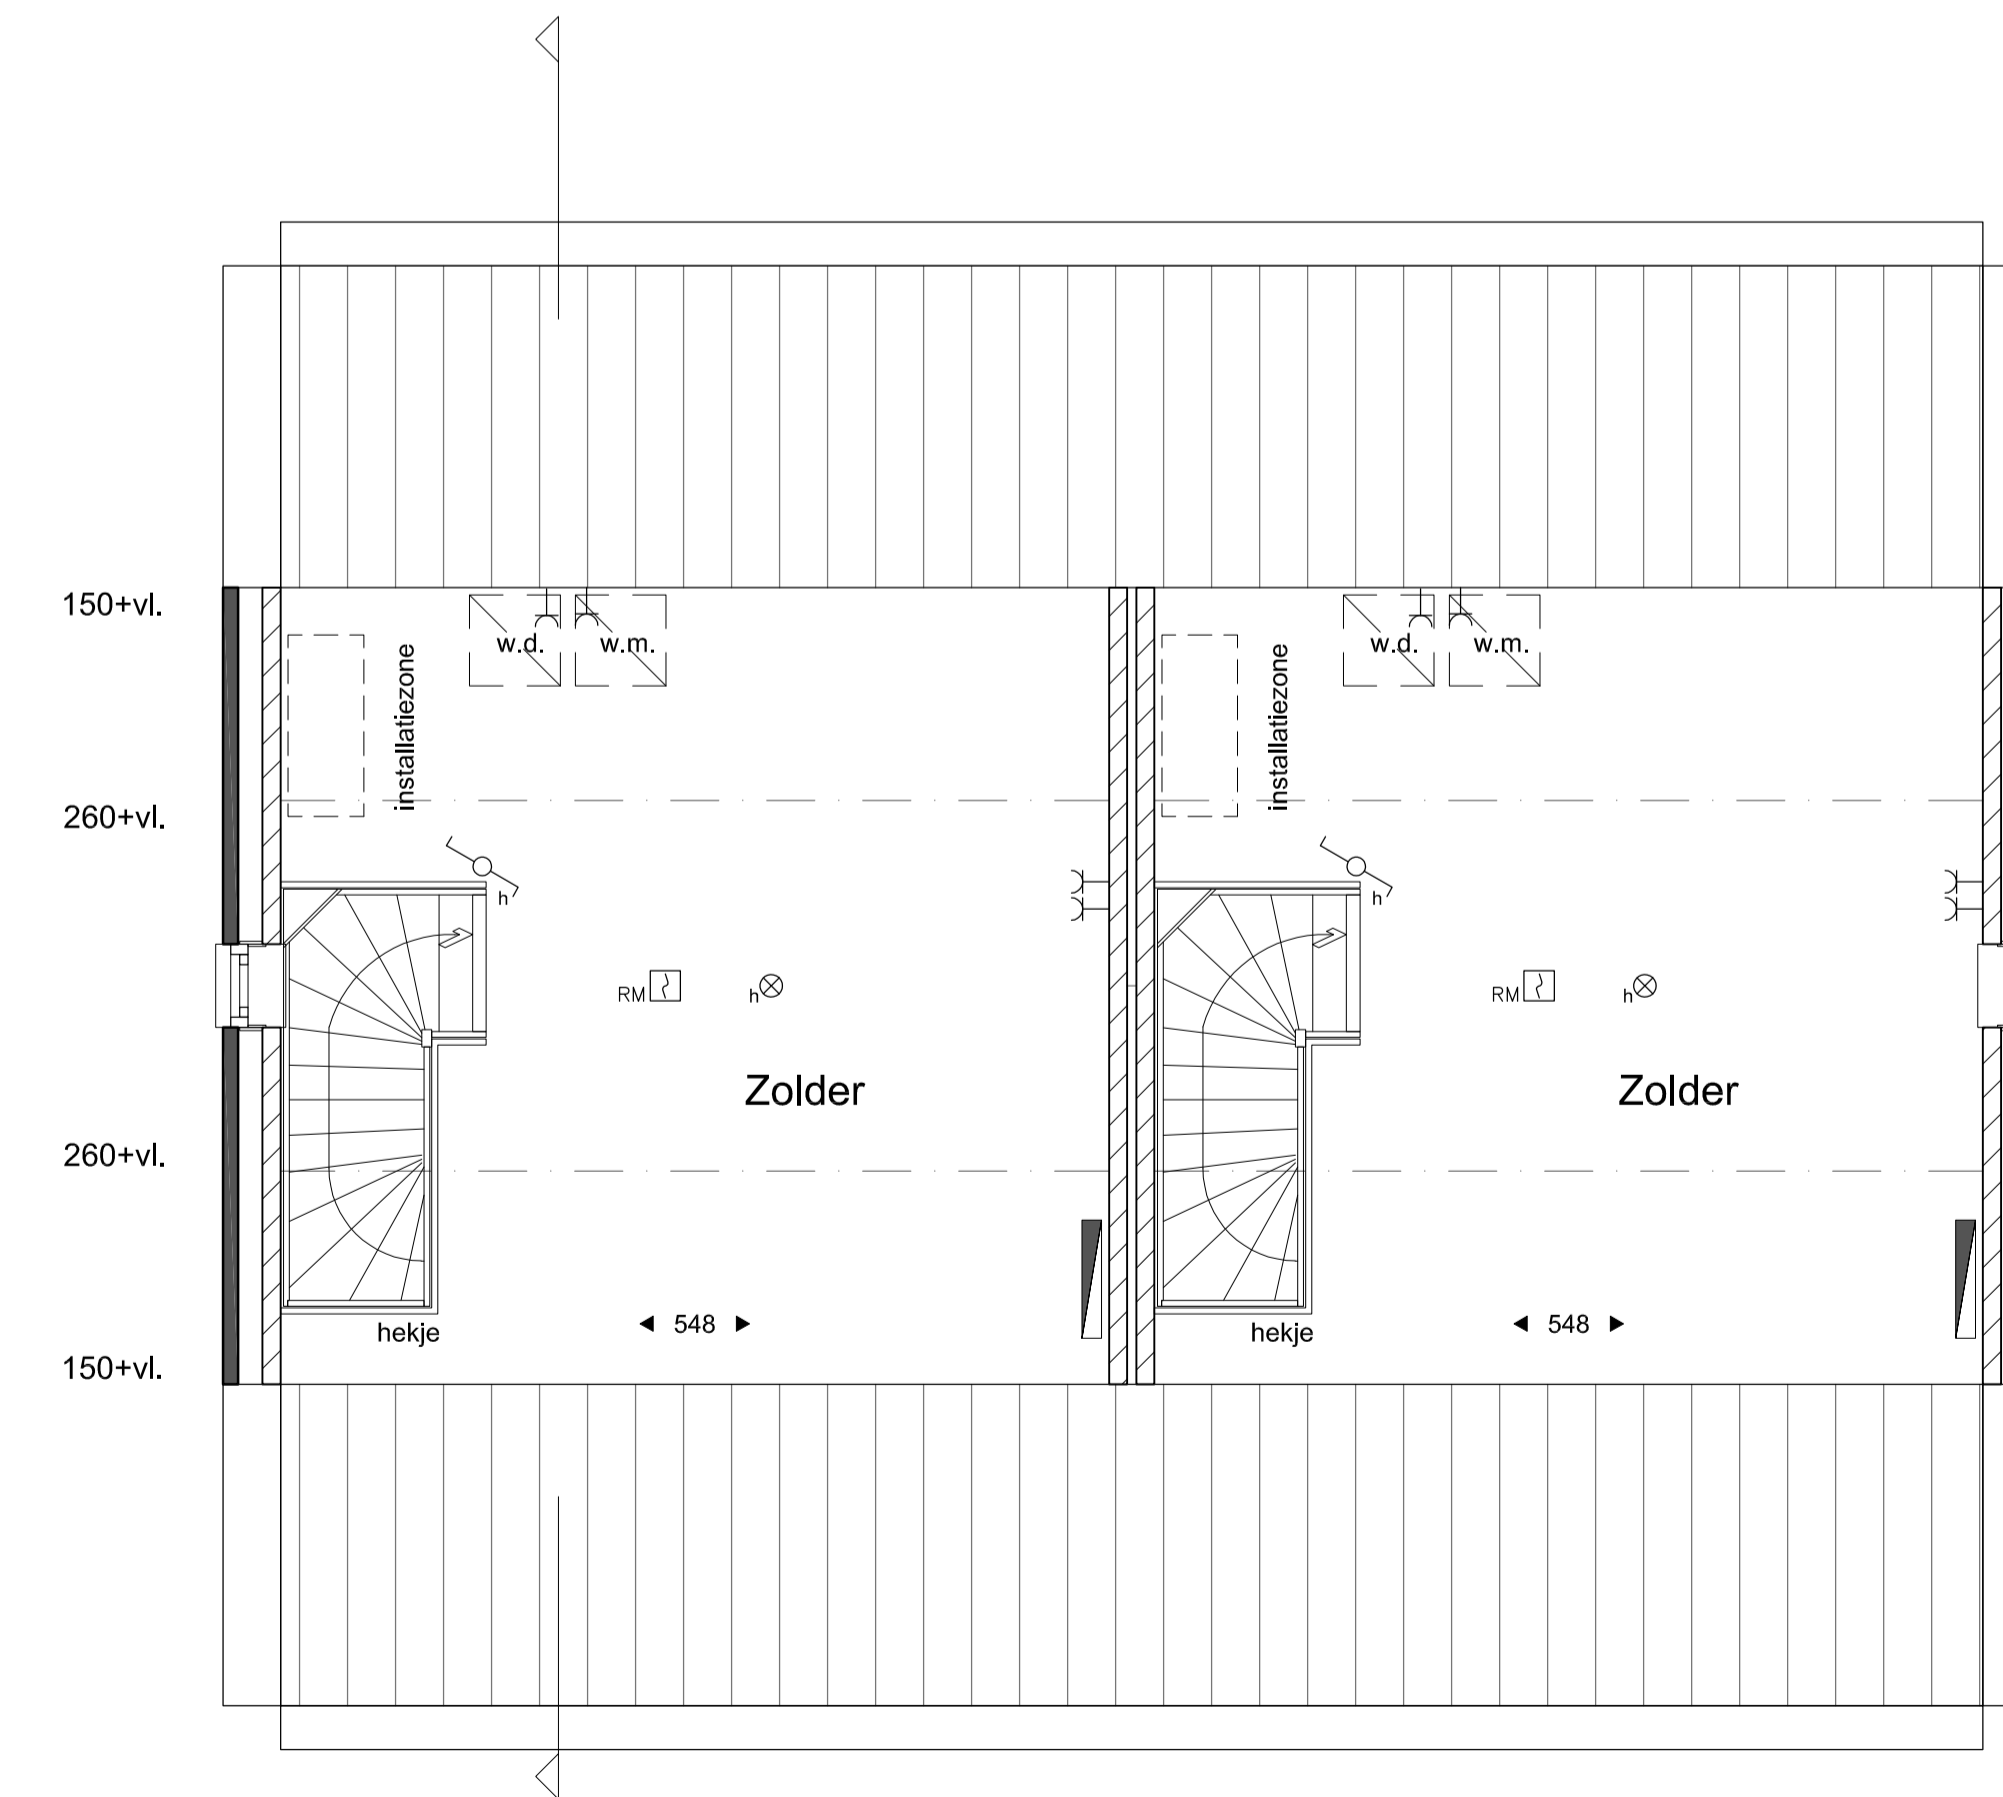 150+vl.
w.d. w.m. w.d. w.m.
installatiezone installatiezone
260+vl.
h h
RM h RM h
Zolder Zolder
260+vl.
548 548
hekje hekje
150+vl.